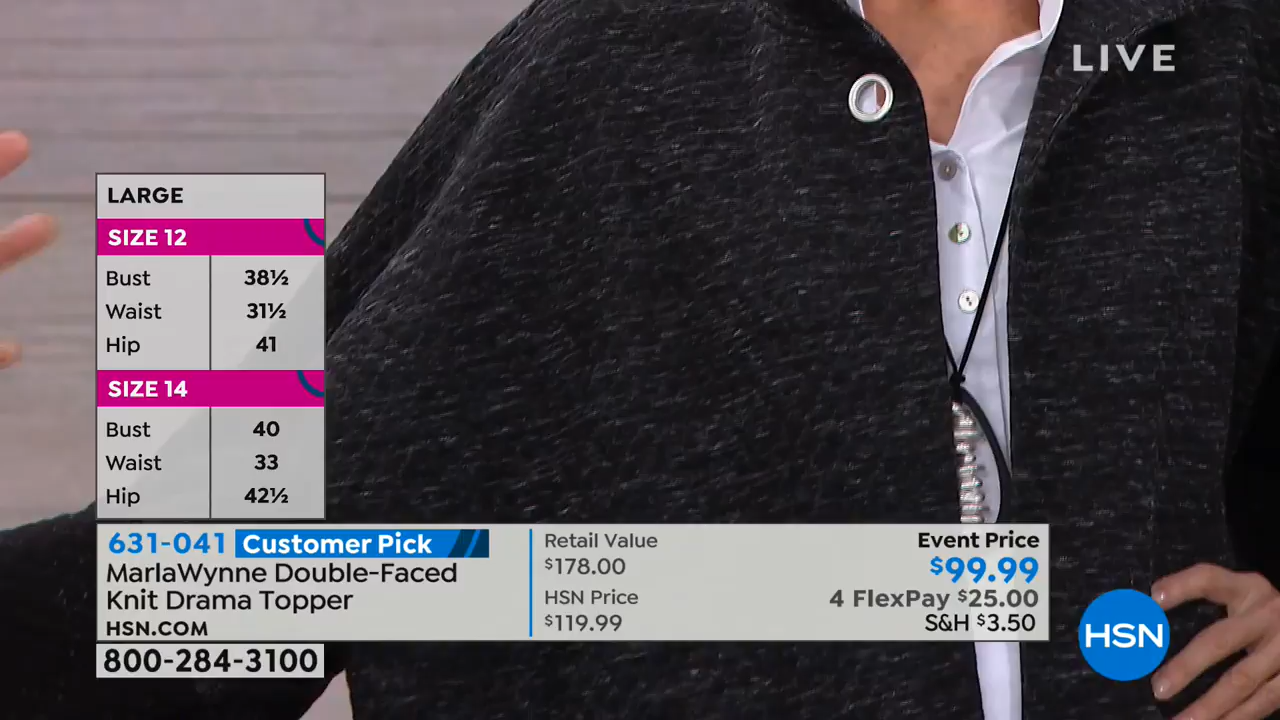 LIVE
LARGE
SIZE 12
Bust 38½
Waist 31½
Hip 41
SIZE 14
Bust 40
Waist 33
Hip 42½
631-041 Customer Pick
MarlaWynne Double-Faced
Knit Drama Topper
HSN.COM
800-284-3100
Retail Value
$178.00
HSN Price
$119.99
Event Price
$99.99
4 FlexPay $25.00
S&H $3.50
HSN